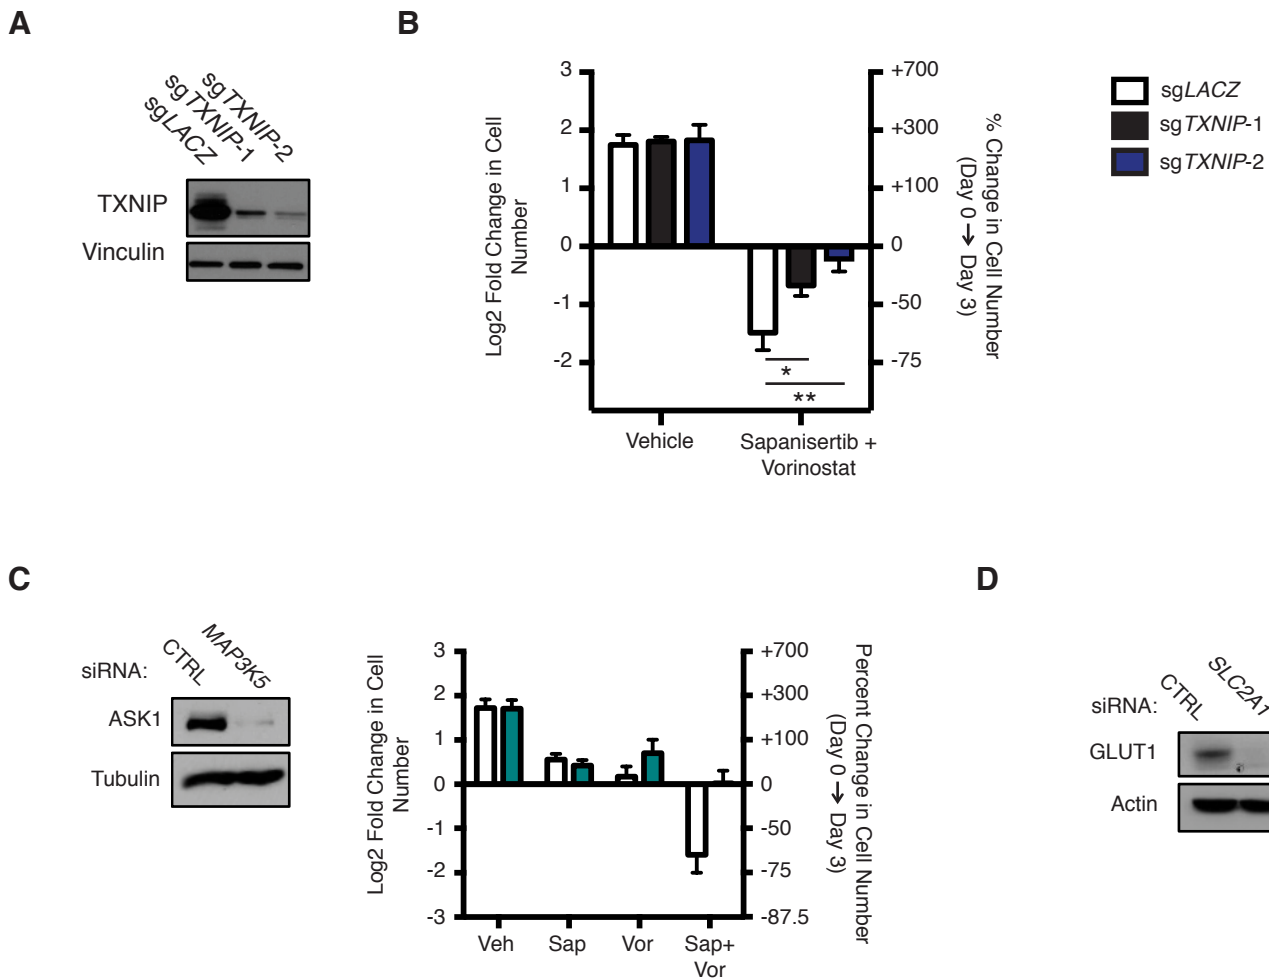 A
sgLACZ
sgTXNIP-1
sgTXNIP-2
TXNIP
Vinculin
B
Log2 Fold Change in Cell
Number
3
2
1
0
-1
-2
+700
+300
+100
0
-50
-75
% Change in Cell Number
(Day 0 → Day 3)
*
**
Vehicle
Sapanisertib +
Vorinostat
sgLACZ
sgTXNIP-1
sgTXNIP-2
C
siRNA:
CTRL
MAP3K5
ASK1
Tubulin
Log2 Fold Change in Cell
Number
3
2
1
0
-1
-2
-3
+700
+300
+100
0
-50
-75
-87.5
Percent Change in Cell Number
(Day 0 → Day 3)
Veh
Sap
Vor
Sap+
Vor
D
siRNA:
CTRL
SLC2A1
GLUT1
Actin